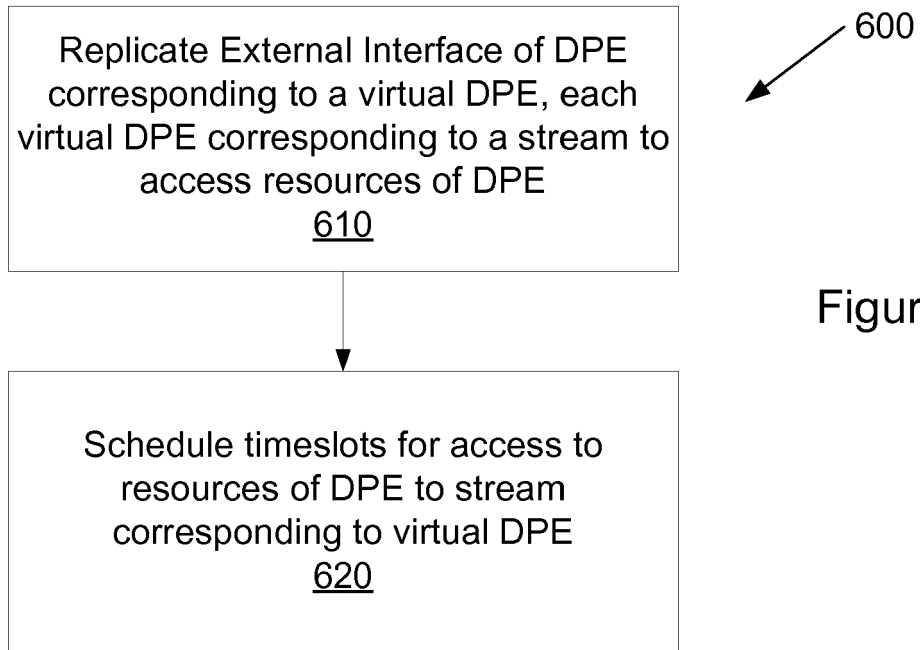 Replicate External Interface of DPE
corresponding to a virtual DPE, each
virtual DPE corresponding to a stream to
access resources of DPE
610
600
Figur
Schedule timeslots for access to
resources of DPE to stream
corresponding to virtual DPE
620